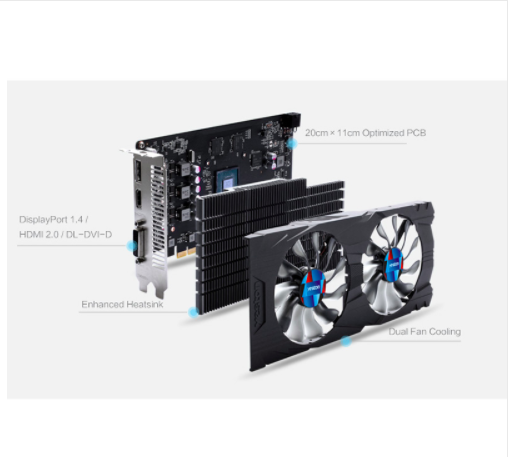 20cm × 11cm Optimized PCB
DisplayPort 1.4 /
HDMI 2.0 / DL-DVI-D
Enhanced Heatsink
Dual Fan Cooling